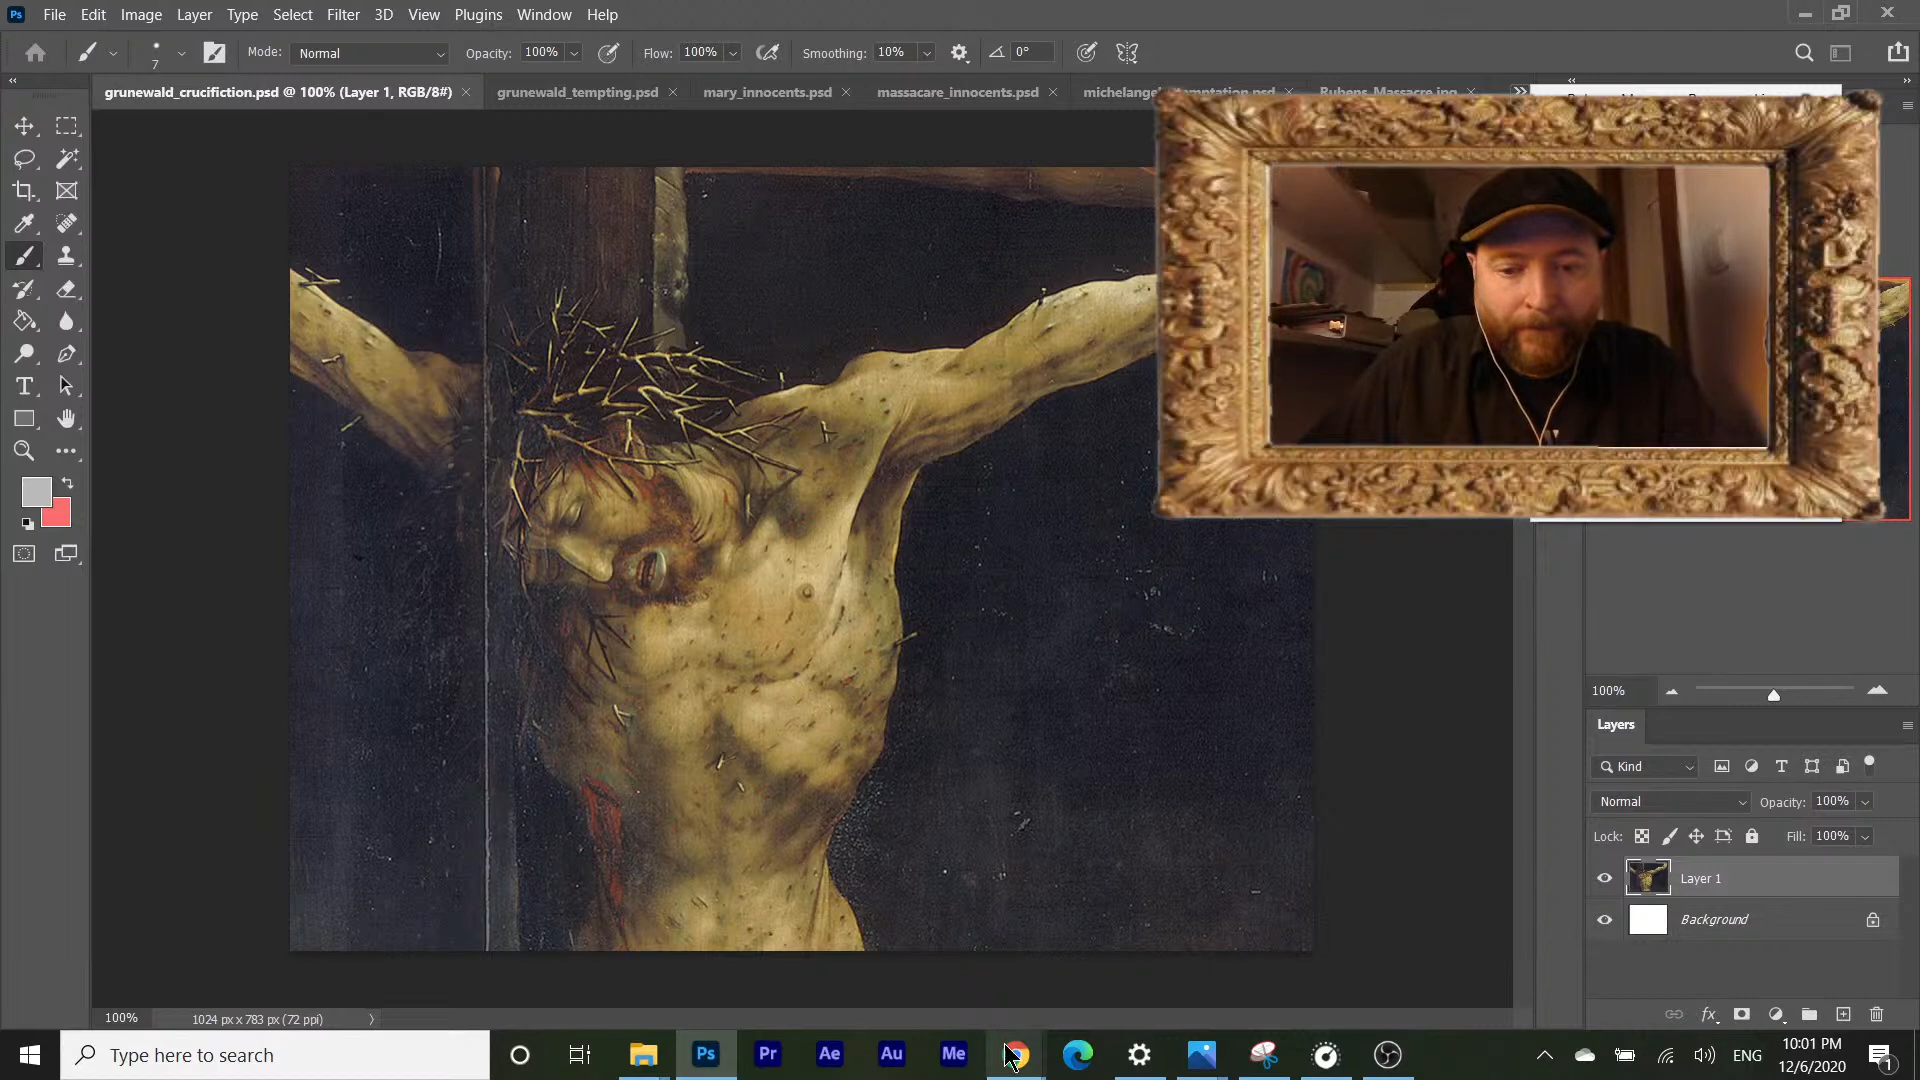 Ps File Edit Image Layer Type Select Filter 3D View Plugins Window Help
7 Mode: Normal Opacity: 100% Flow: 100% Smoothing: 10% 0°
grunewald_crucifiction.psd @ 100% (Layer 1, RGB/8#) grunewald_tempting.psd mary_innocents.psd massacare_innocents.psd
100%
Layers
Kind
Normal Opacity: 100%
Lock: Fill: 100%
Layer 1
Background
fx
100% 1024 px x 783 px (72 ppi)
Type here to search
Ps Pr Ae Au Me
ENG
10:01 PM
12/6/2020
1